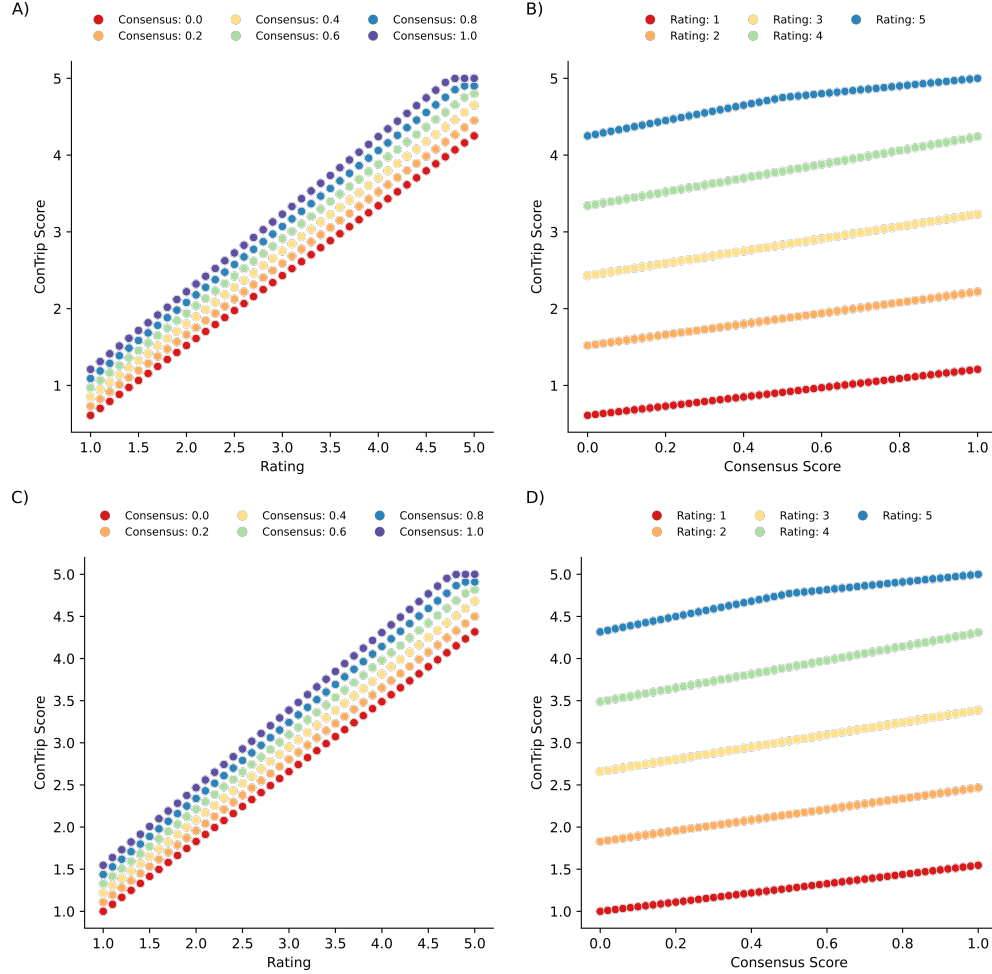 A)
Consensus: 0.0 Consensus: 0.4 Consensus: 0.8
Consensus: 0.2 Consensus: 0.6 Consensus: 1.0
5
4
3
2
1
ConTrip Score
1.0 1.5 2.0 2.5 3.0 3.5 4.0 4.5 5.0
Rating
B)
Rating: 1 Rating: 3 Rating: 5
Rating: 2 Rating: 4
5
4
3
2
1
ConTrip Score
0.0 0.2 0.4 0.6 0.8 1.0
Consensus Score
C)
Consensus: 0.0 Consensus: 0.4 Consensus: 0.8
Consensus: 0.2 Consensus: 0.6 Consensus: 1.0
5.0
4.5
4.0
3.5
3.0
2.5
2.0
1.5
1.0
ConTrip Score
1.0 1.5 2.0 2.5 3.0 3.5 4.0 4.5 5.0
Rating
D)
Rating: 1 Rating: 3 Rating: 5
Rating: 2 Rating: 4
5.0
4.5
4.0
3.5
3.0
2.5
2.0
1.5
1.0
ConTrip Score
0.0 0.2 0.4 0.6 0.8 1.0
Consensus Score